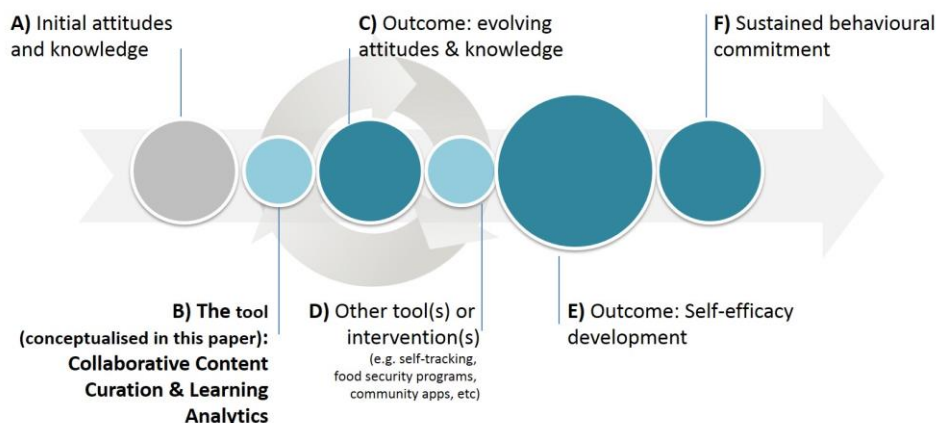 A) Initial attitudes
and knowledge
C) Outcome: evolving
attitudes & knowledge
F) Sustained behavioural
commitment
B) The tool
(conceptualised in this paper):
Collaborative Content
Curation & Learning
Analytics
D) Other tool(s) or
intervention(s)
(e.g. self-tracking,
food security programs,
community apps, etc)
E) Outcome: Self-efficacy
development